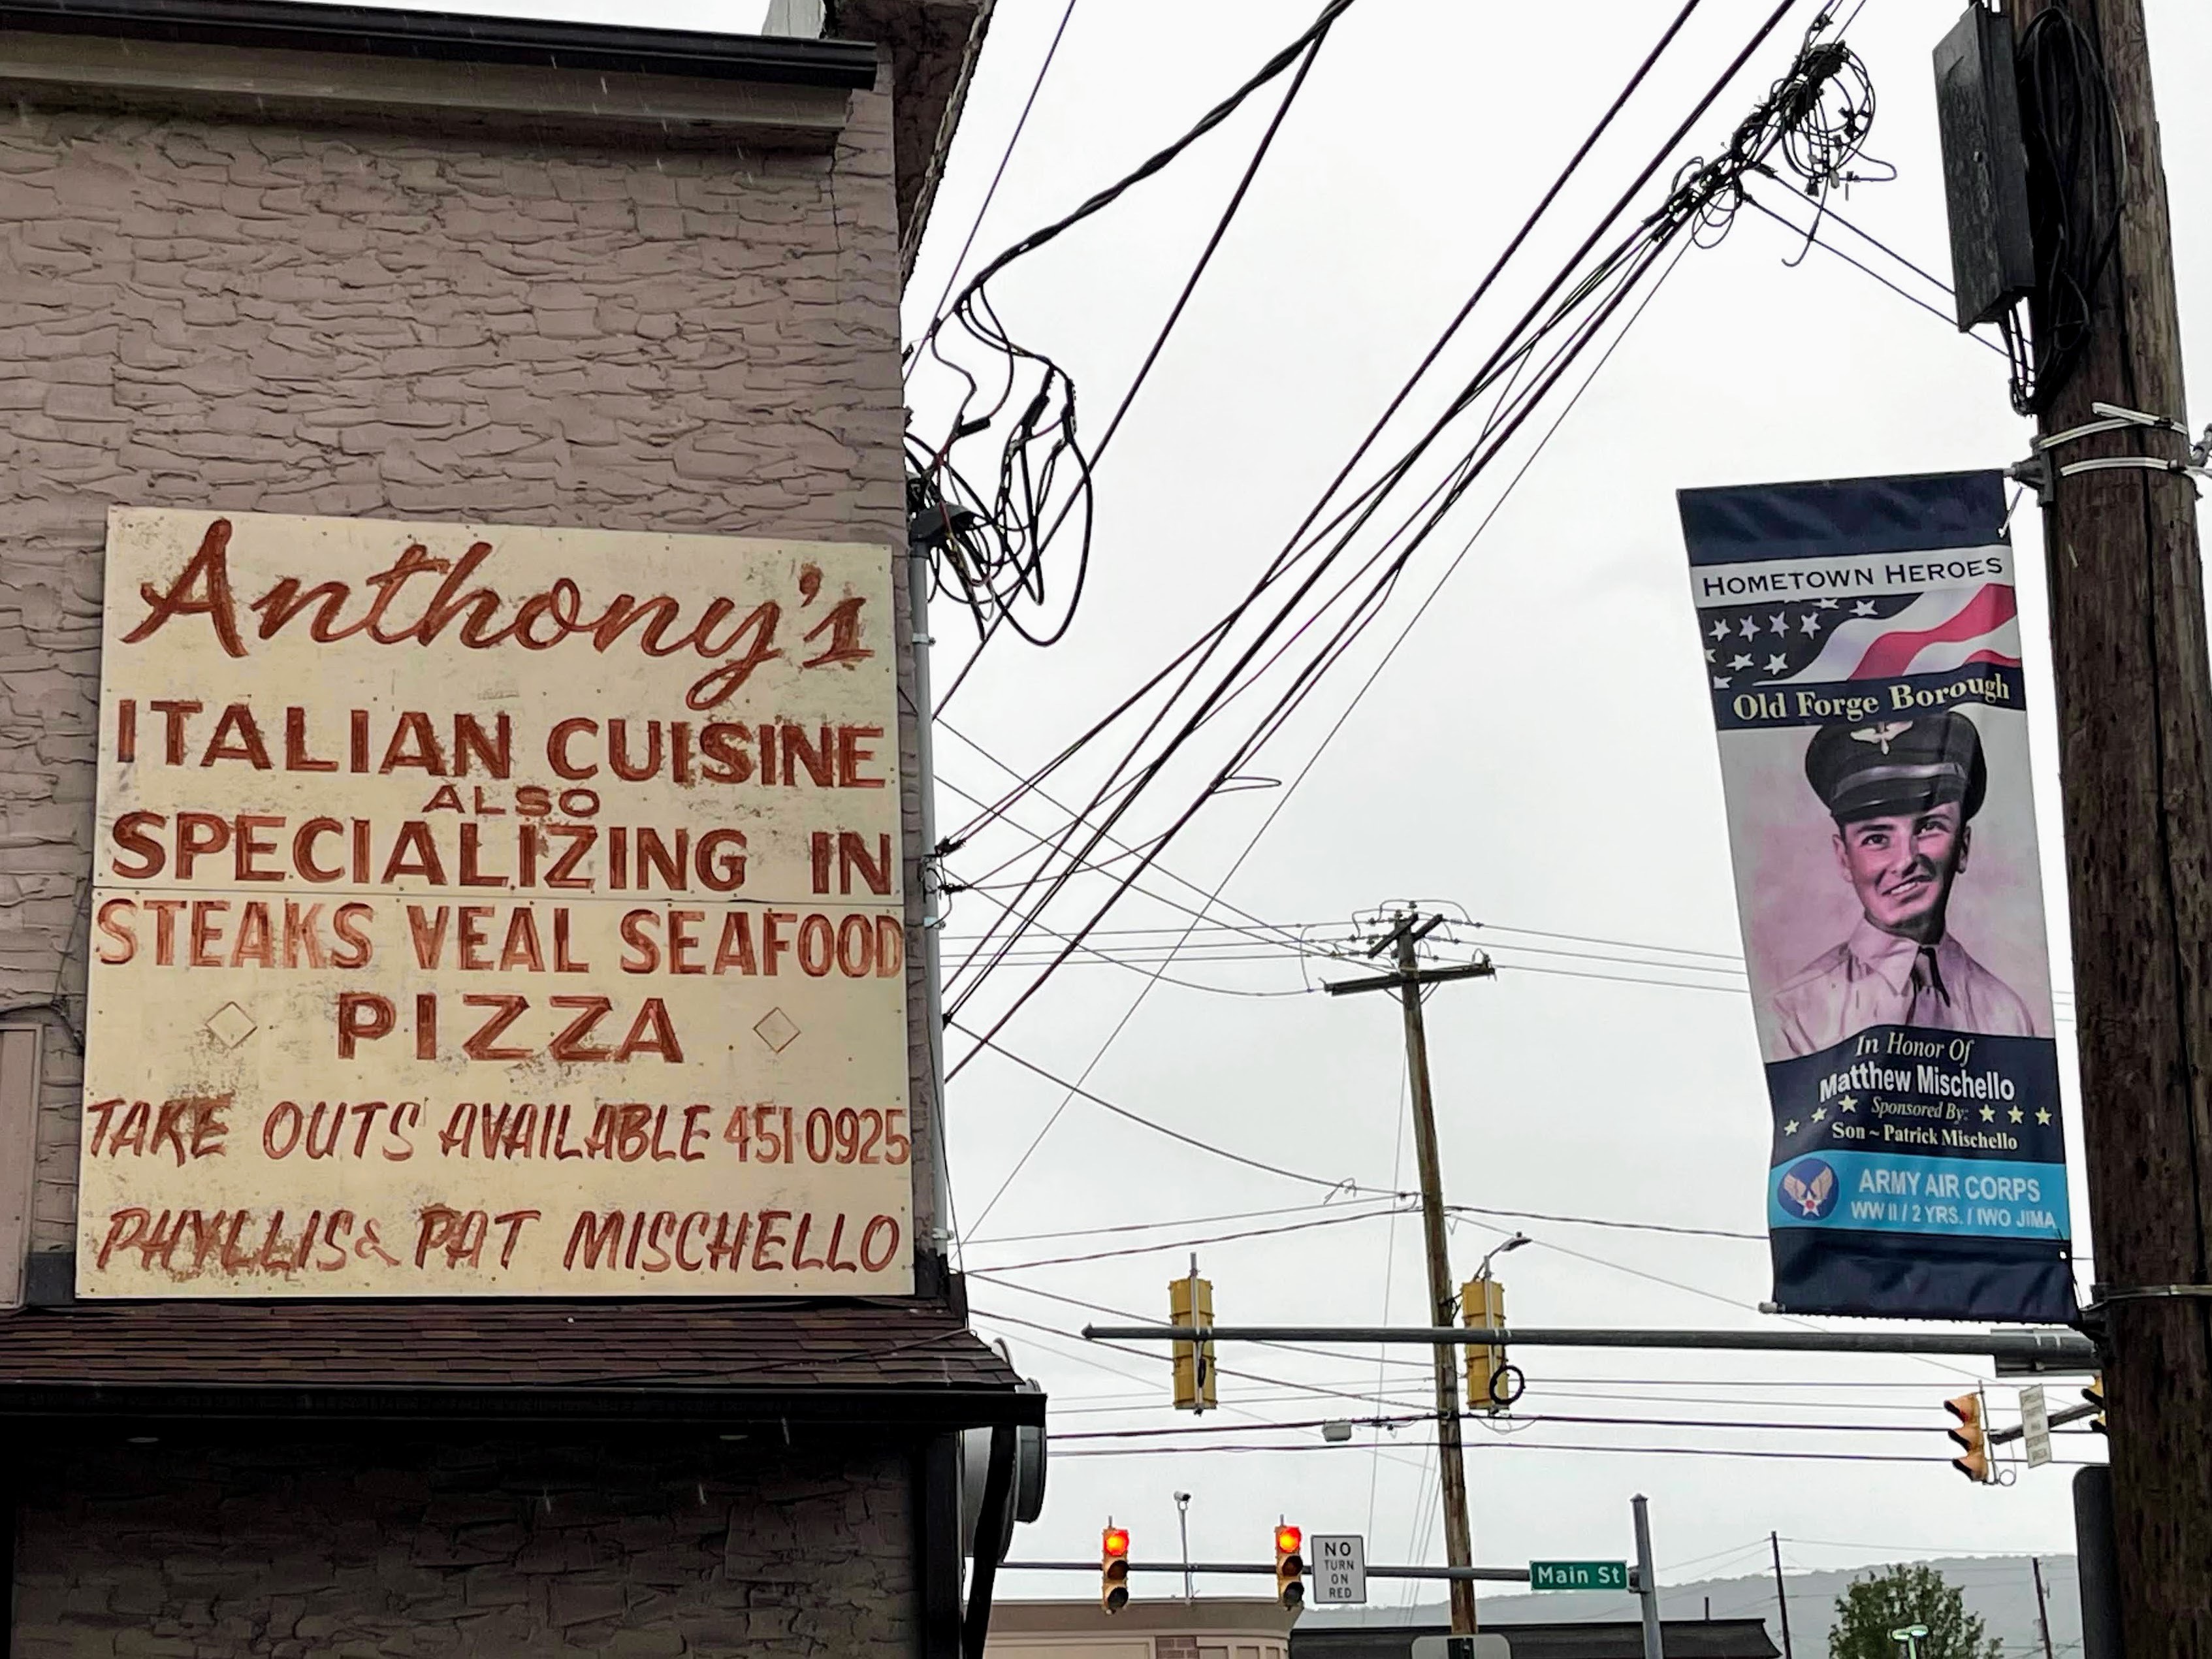 Anthony's
ITALIAN CUISINE
ALSO
SPECIALIZING IN
STEAKS VEAL SEAFOOD
PIZZA
TAKE OUTS AVAILABLE 451 0925
PHYLLIS & PAT MISCHELLO
HOMETOWN HEROES
Old Forge Borough
In Honor Of
Matthew Mischello
Sponsored By:
Son ~ Patrick Mischello
ARMY AIR CORPS
WW II / 2 YRS. / IWO JIMA
NO
TURN
ON
RED
Main St